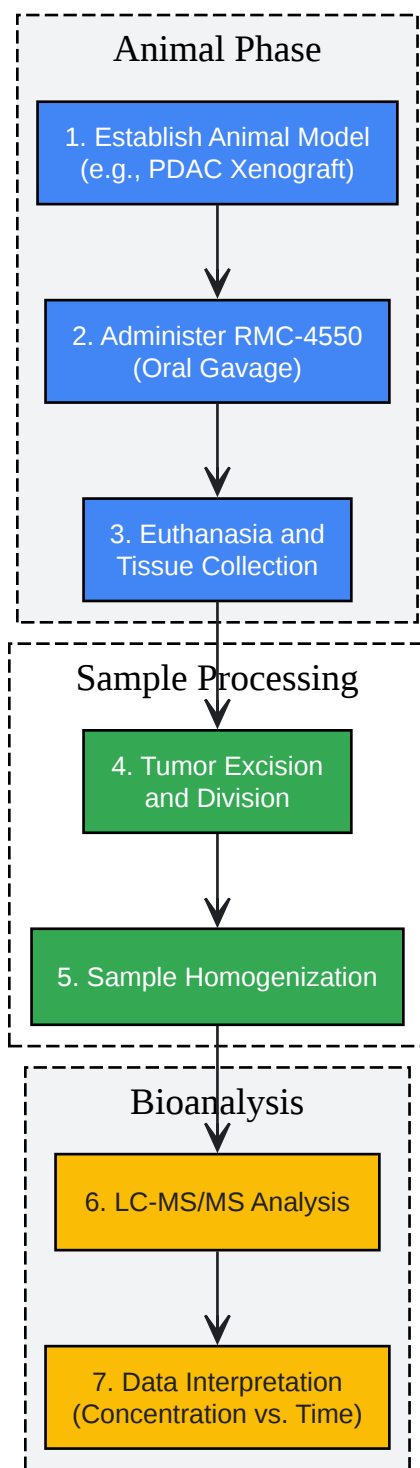 Animal Phase
1. Establish Animal Model
(e.g., PDAC Xenograft)
2. Administer RMC-4550
(Oral Gavage)
3. Euthanasia and
Tissue Collection
Sample Processing
4. Tumor Excision
and Division
5. Sample Homogenization
Bioanalysis
6. LC-MS/MS Analysis
7. Data Interpretation
(Concentration vs. Time)